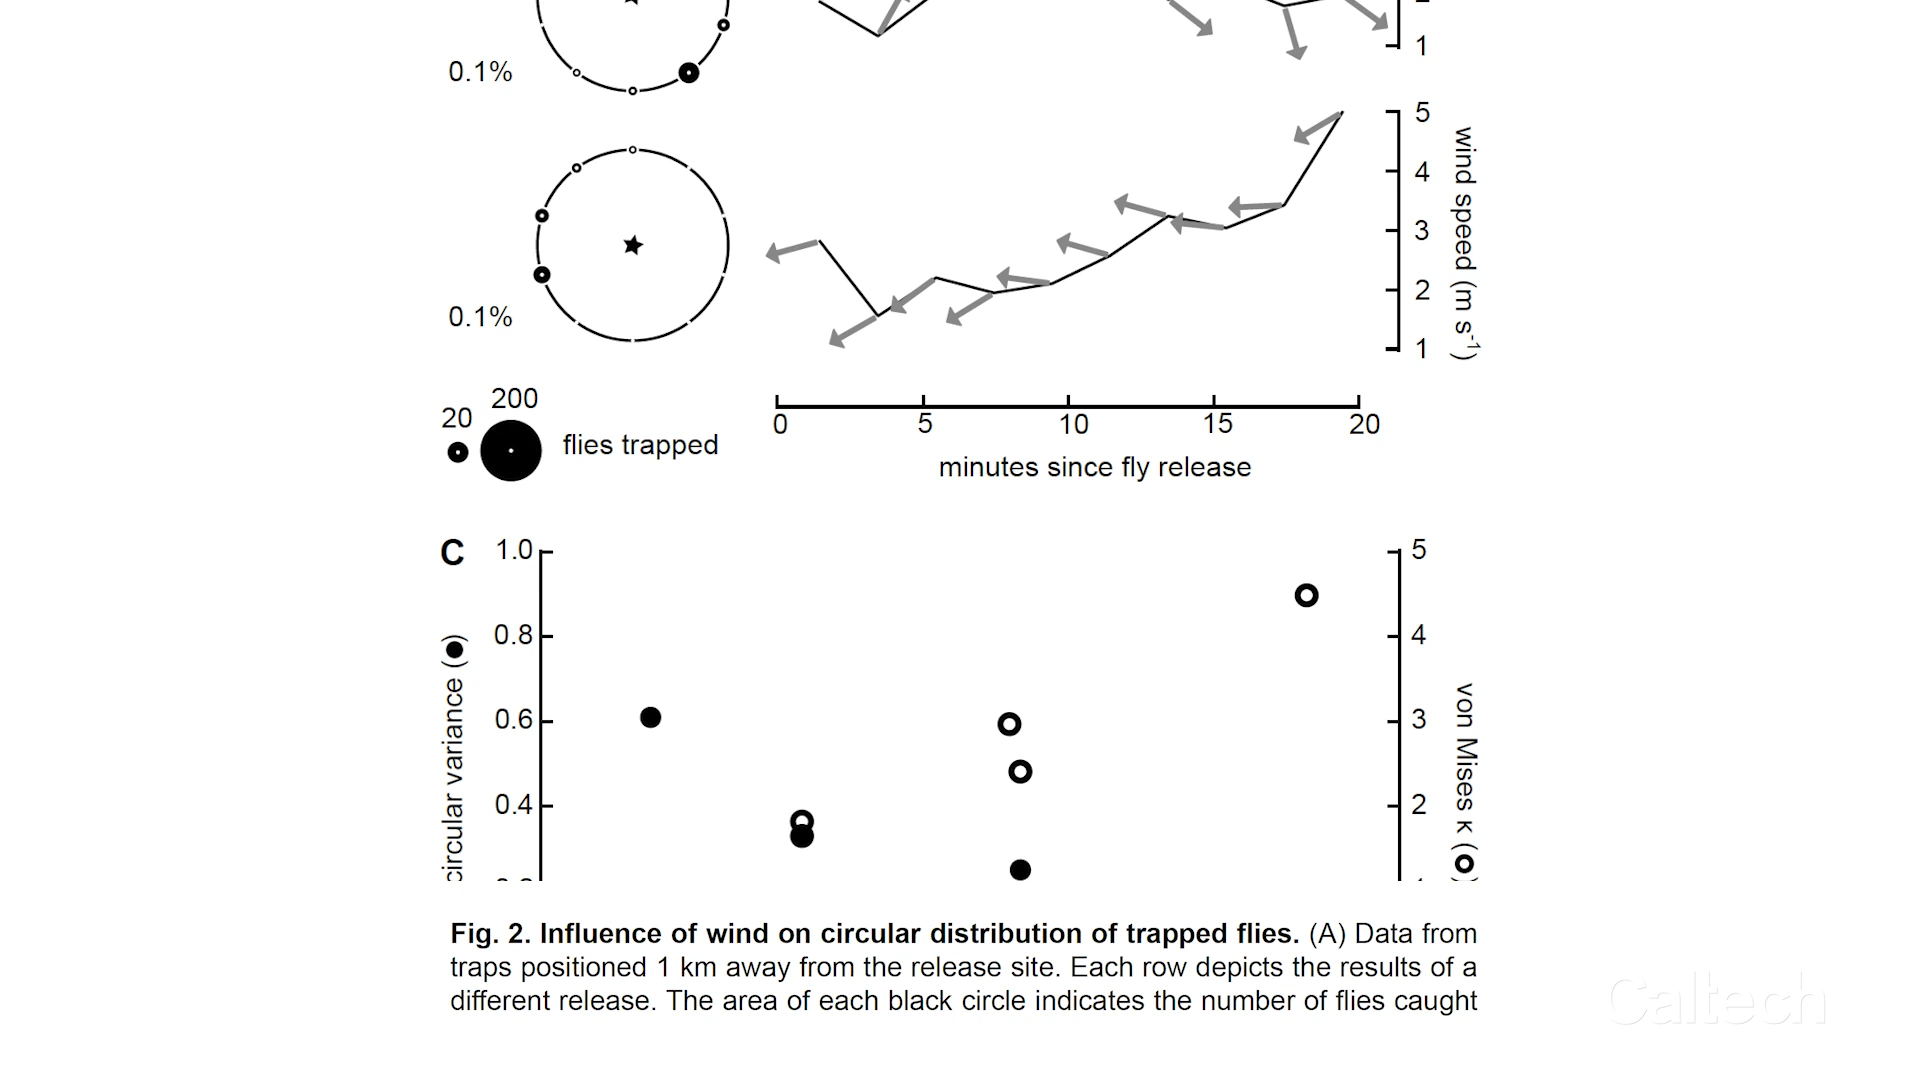 1
0.1%
5
4
3
2
1
wind speed (m s-1)
0.1%
200
20
flies trapped
0 5 10 15 20
minutes since fly release
C
1.0
0.8
0.6
0.4
circular variance (●)
5
4
3
2
von Mises κ (○)
Fig. 2. Influence of wind on circular distribution of trapped flies. (A) Data from
traps positioned 1 km away from the release site. Each row depicts the results of a
different release. The area of each black circle indicates the number of flies caught
Caltech